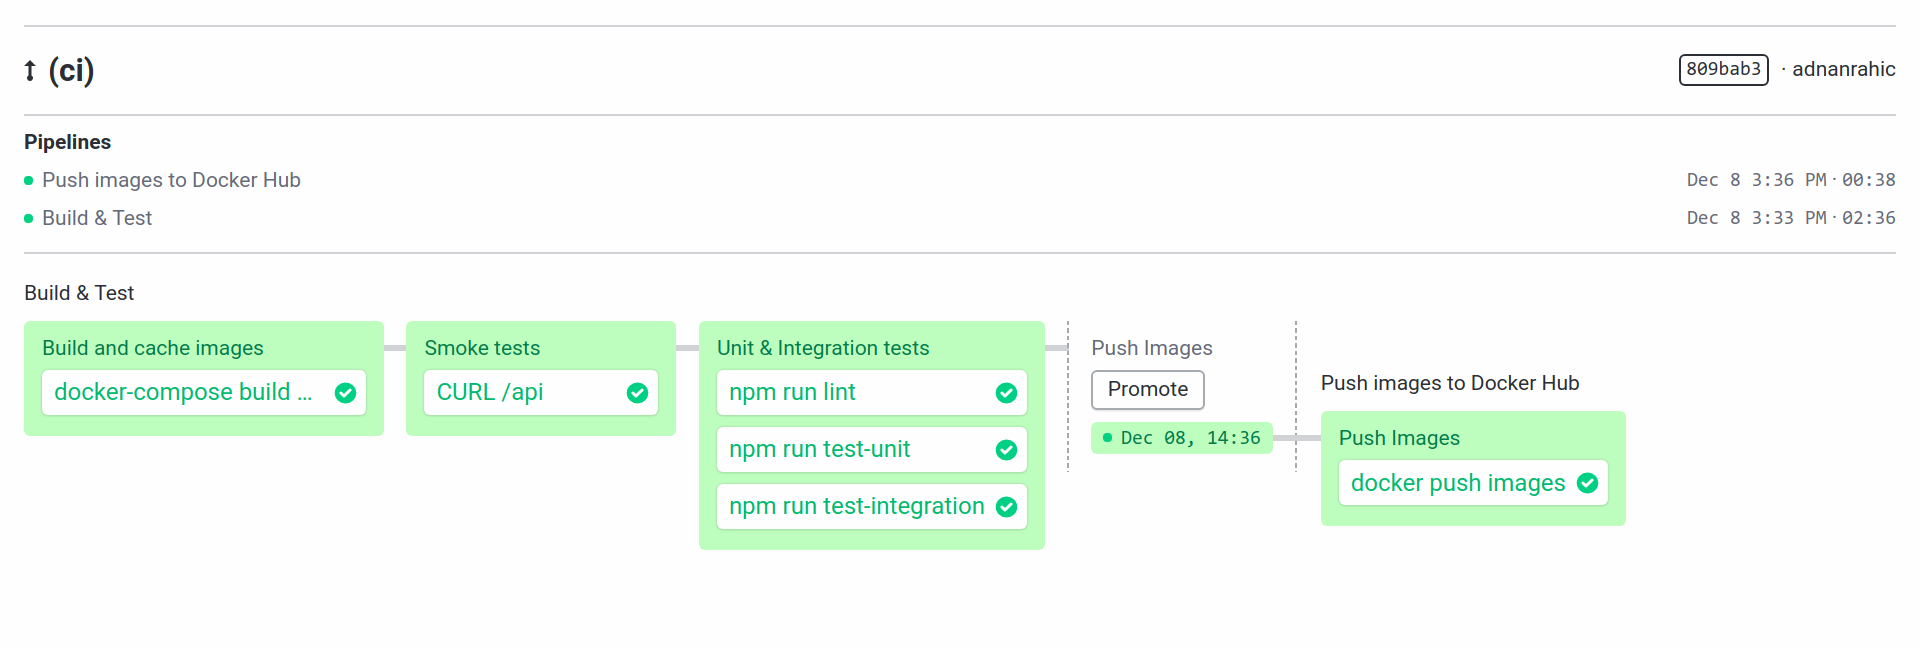 (ci)
809bab3 · adnanrahic
Pipelines
Push images to Docker Hub Dec 8 3:36 PM · 00:38
Build & Test Dec 8 3:33 PM · 02:36
Build & Test
Build and cache images
docker-compose build ...
Smoke tests
CURL /api
Unit & Integration tests
npm run lint
npm run test-unit
npm run test-integration
Push Images
Promote
Dec 08, 14:36
Push images to Docker Hub
Push Images
docker push images